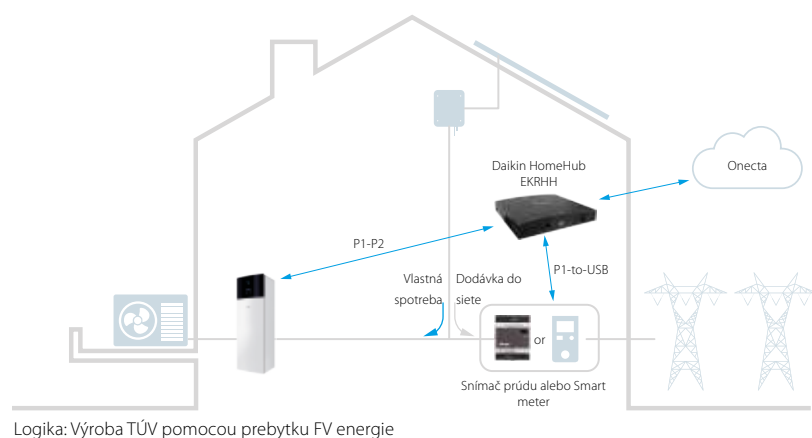 Daikin HomeHub
EKRHH
Onecta
P1-P2
P1-to-USB
Vlastná
spotreba
Dodávka do
siete
or
Snímač prúdu alebo Smart
meter
Logika: Výroba TÚV pomocou prebytku FV energie